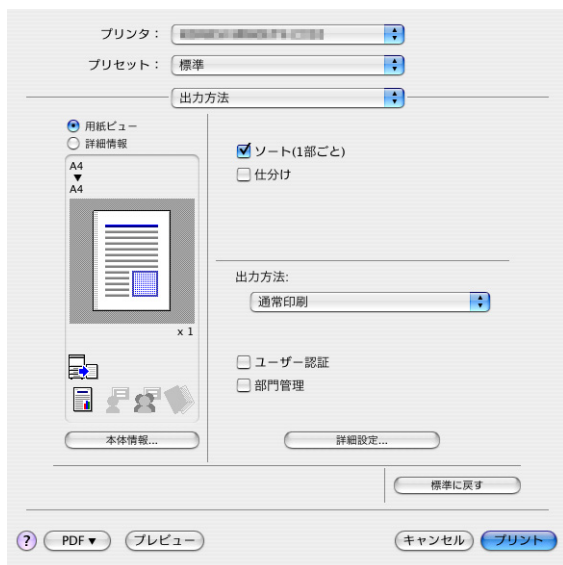 プリンタ：
プリセット： 標準
出力方法
用紙ビュー
詳細情報
A4
▼
A4
x 1
本体情報...
ソート(1部ごと)
仕分け
出力方法:
通常印刷
ユーザー認証
部門管理
詳細設定...
標準に戻す
? PDF▼ プレビュー キャンセル プリント